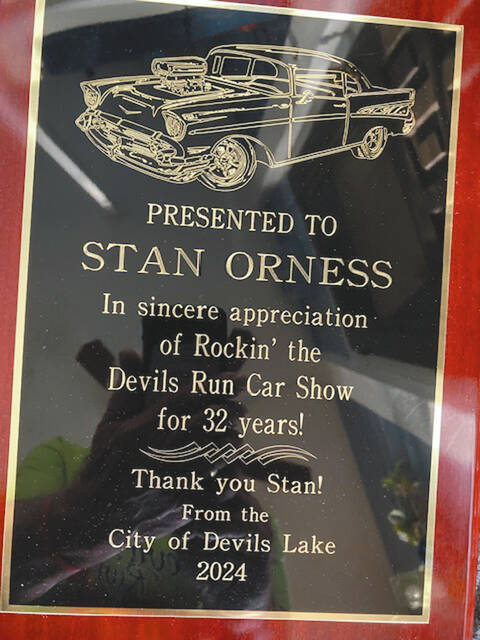 PRESENTED TO
STAN ORNESS
In sincere appreciation
of Rockin' the
Devils Run Car Show
for 32 years!
Thank you Stan!
From the
City of Devils Lake
2024